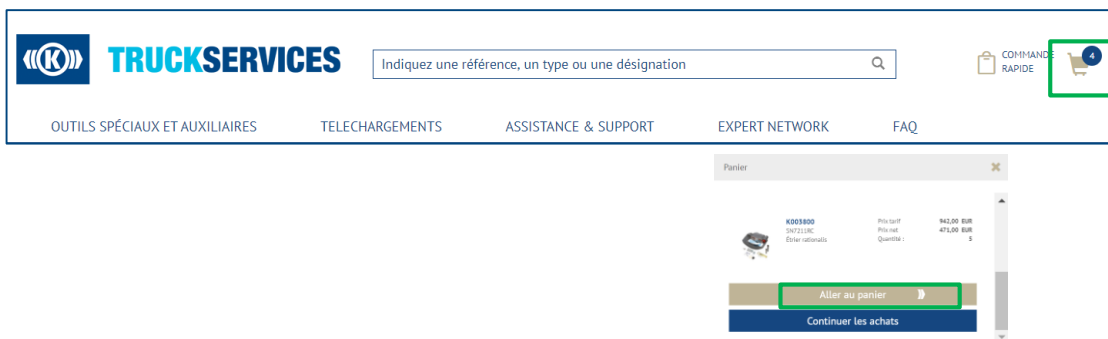 K
TRUCKSERVICES
Indiquez une référence, un type ou une désignation
COMMANDE
RAPIDE
4
OUTILS SPÉCIAUX ET AUXILIAIRES TELECHARGEMENTS ASSISTANCE & SUPPORT EXPERT NETWORK FAQ
Panier
K003800 Prix tarif 942,00 EUR
SN7211RC Prix net 471,00 EUR
Étrier rationalis Quantité : 5
Aller au panier
Continuer les achats